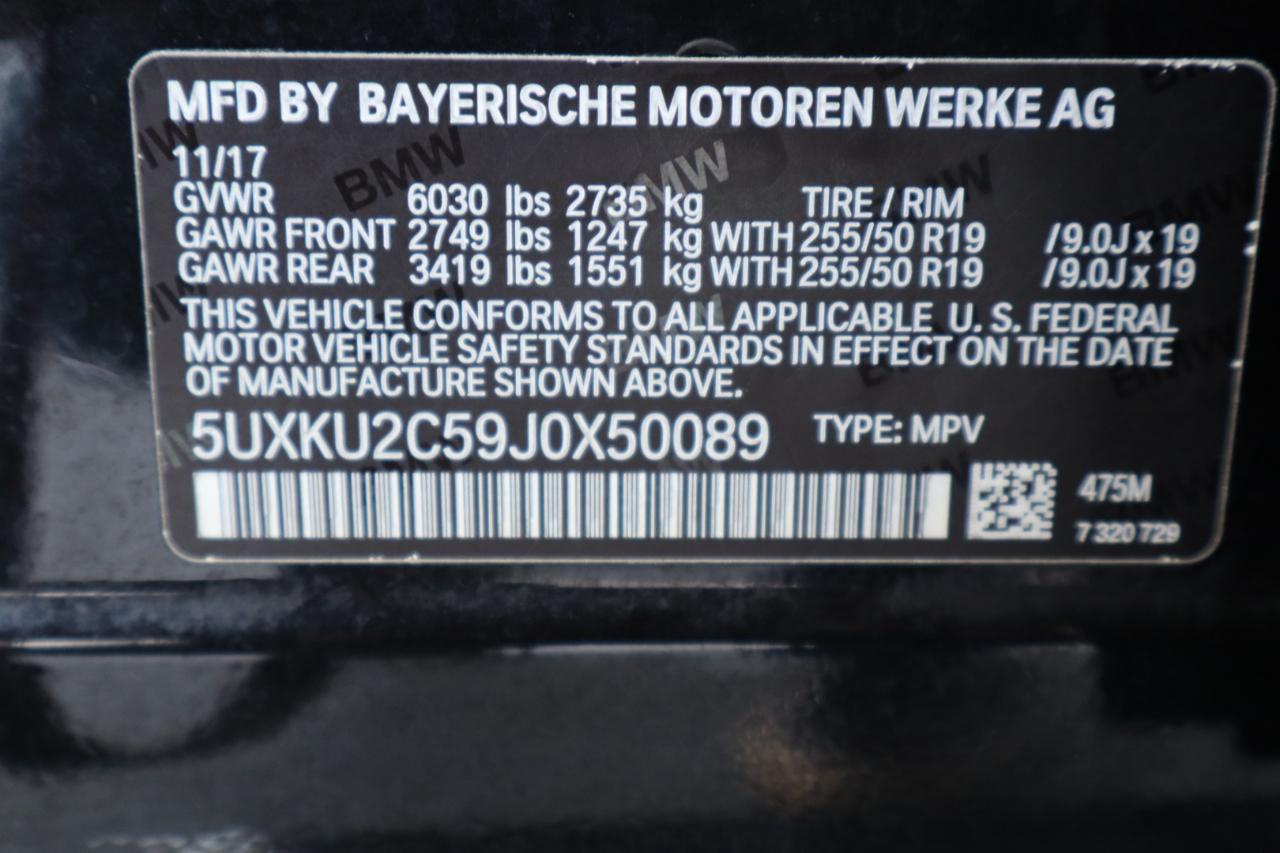 MFD BY BAYERISCHE MOTOREN WERKE AG
11/17
GVWR 6030 lbs 2735 kg TIRE / RIM
GAWR FRONT 2749 lbs 1247 kg WITH 255/50 R19 /9.0J x 19
GAWR REAR 3419 lbs 1551 kg WITH 255/50 R19 /9.0J x 19
THIS VEHICLE CONFORMS TO ALL APPLICABLE U. S. FEDERAL
MOTOR VEHICLE SAFETY STANDARDS IN EFFECT ON THE DATE
OF MANUFACTURE SHOWN ABOVE.
5UXKU2C59J0X50089 TYPE: MPV
475M
7 320 729
BMW
BMW